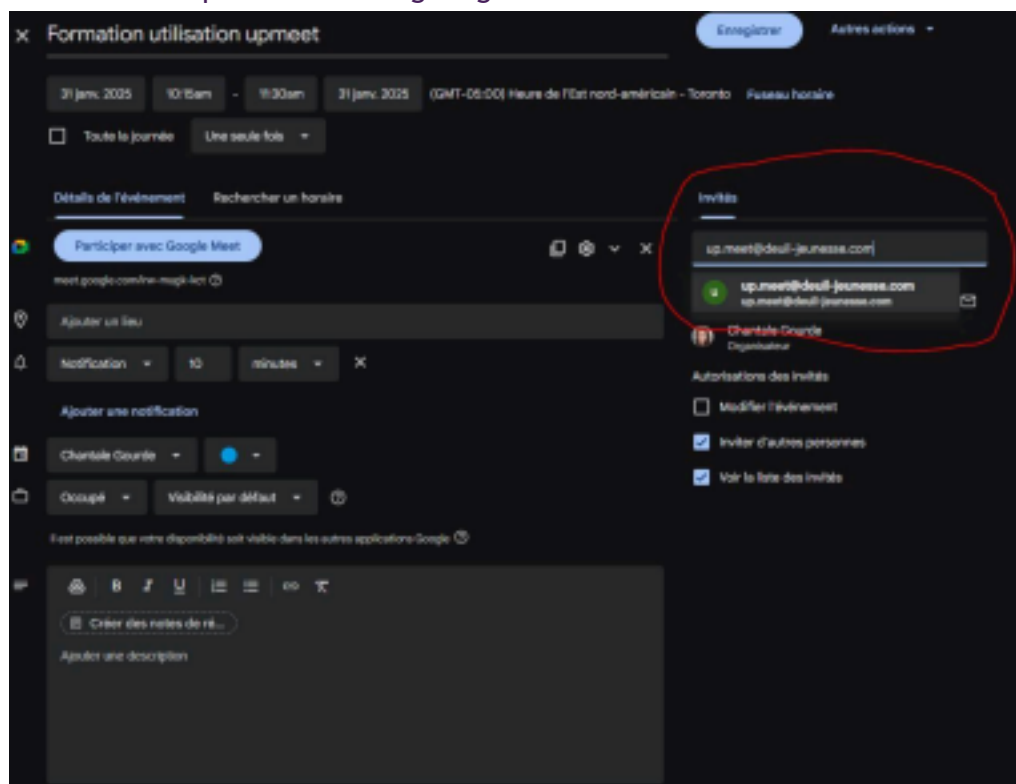 Formation utilisation upmeet
Enregistrer
Autres actions
31 janv. 2025 10:15am - 11:30am 31 janv. 2025 (GMT-05:00) Heure de l'Est nord-américain - Toronto Fuseau horaire
Toute la journée Une seule fois
Détails de l'événement Rechercher un horaire
Participer avec Google Meet
Ajouter un lieu
Notification 10 minutes
Ajouter une notification
Chantale Gourde
Occupé Visibilité par défaut
Il est possible que votre disponibilité soit visible dans les autres applications Google
B I U
Créer des notes de ré...
Ajouter une description
Invités
up.meet@deuil-jeunesse.com
up.meet@deuil-jeunesse.com
up.meet@deuil-jeunesse.com
Chantale Gourde
Organisateur
Autorisations des invités
Modifier l'événement
Inviter d'autres personnes
Voir la liste des invités